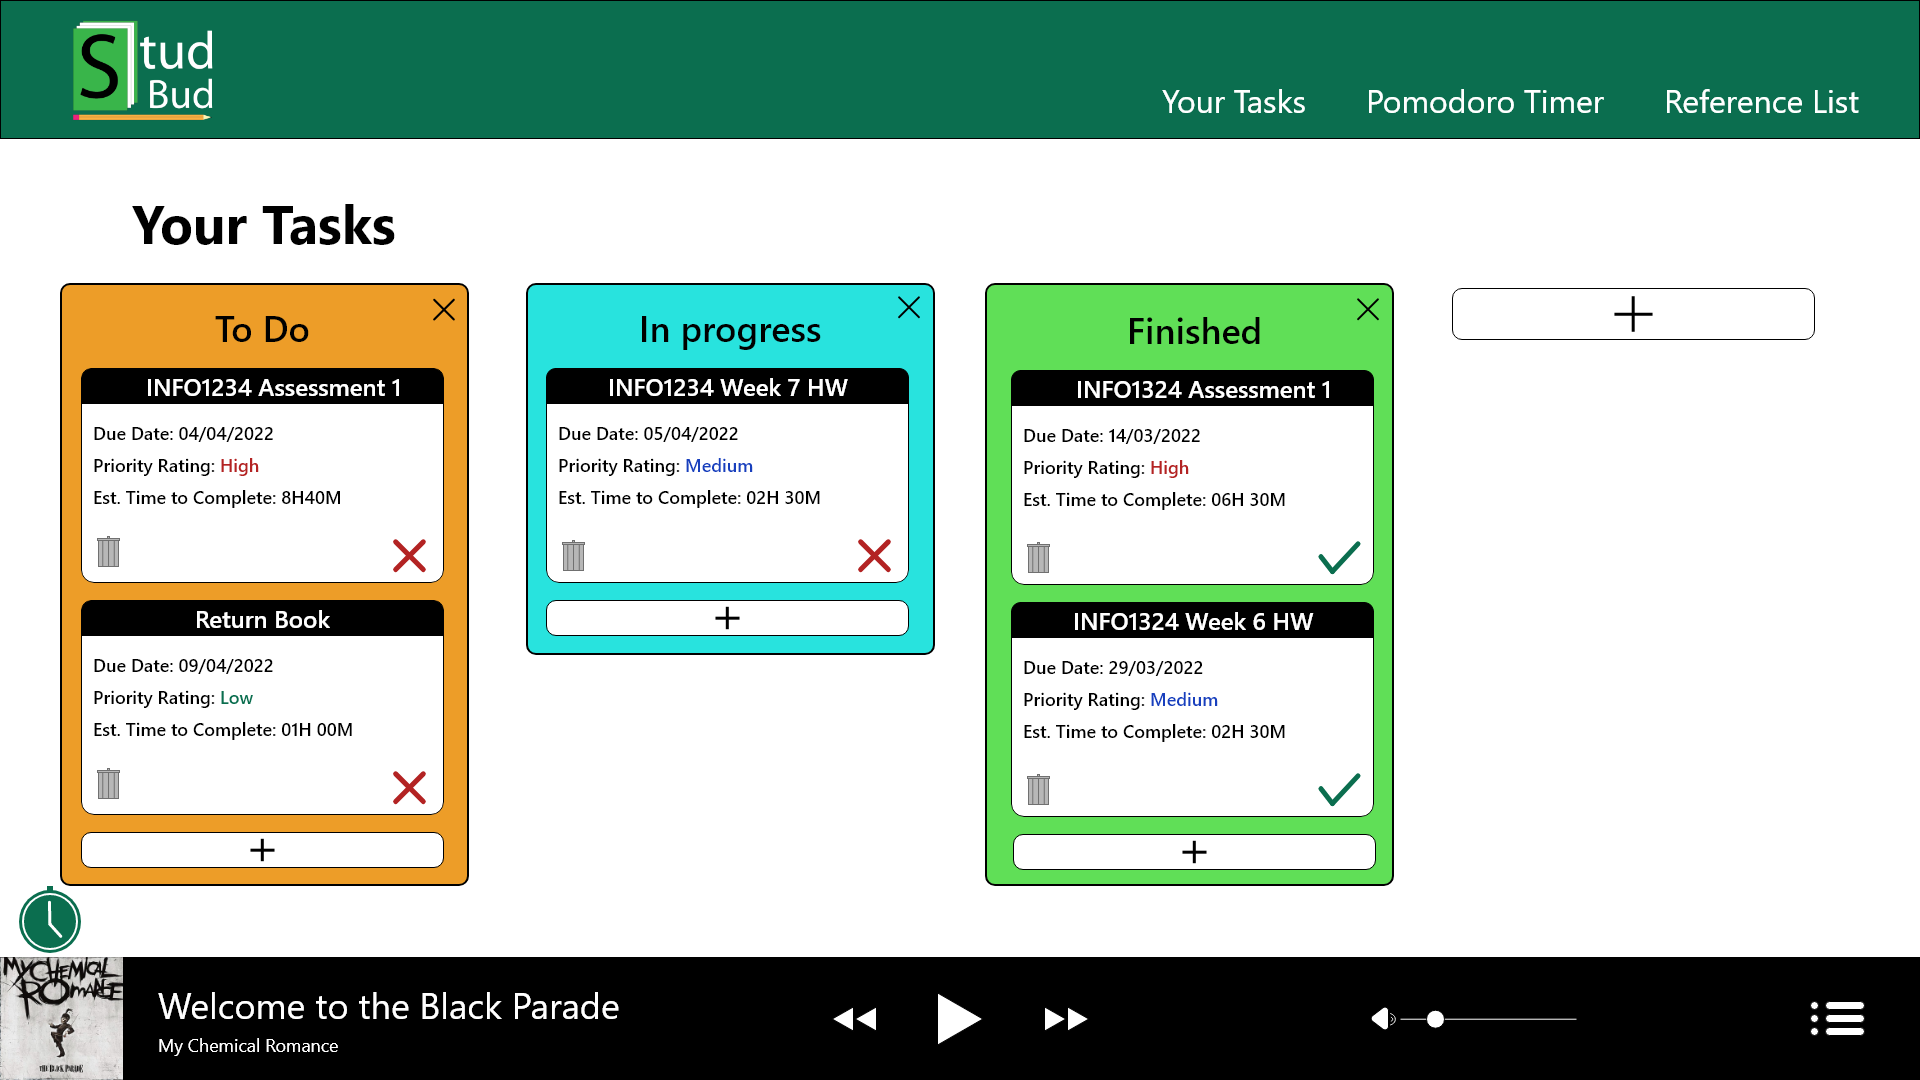 Stud
Bud
Your Tasks
Pomodoro Timer
Reference List
Your Tasks
To Do
INFO1234 Assessment 1
Due Date: 04/04/2022
Priority Rating: High
Est. Time to Complete: 8H40M
Return Book
Due Date: 09/04/2022
Priority Rating: Low
Est. Time to Complete: 01H 00M
In progress
INFO1234 Week 7 HW
Due Date: 05/04/2022
Priority Rating: Medium
Est. Time to Complete: 02H 30M
Finished
INFO1324 Assessment 1
Due Date: 14/03/2022
Priority Rating: High
Est. Time to Complete: 06H 30M
INFO1324 Week 6 HW
Due Date: 29/03/2022
Priority Rating: Medium
Est. Time to Complete: 02H 30M
MY CHEMICAL
ROMANCE
THE BLACK PARADE
Welcome to the Black Parade
My Chemical Romance